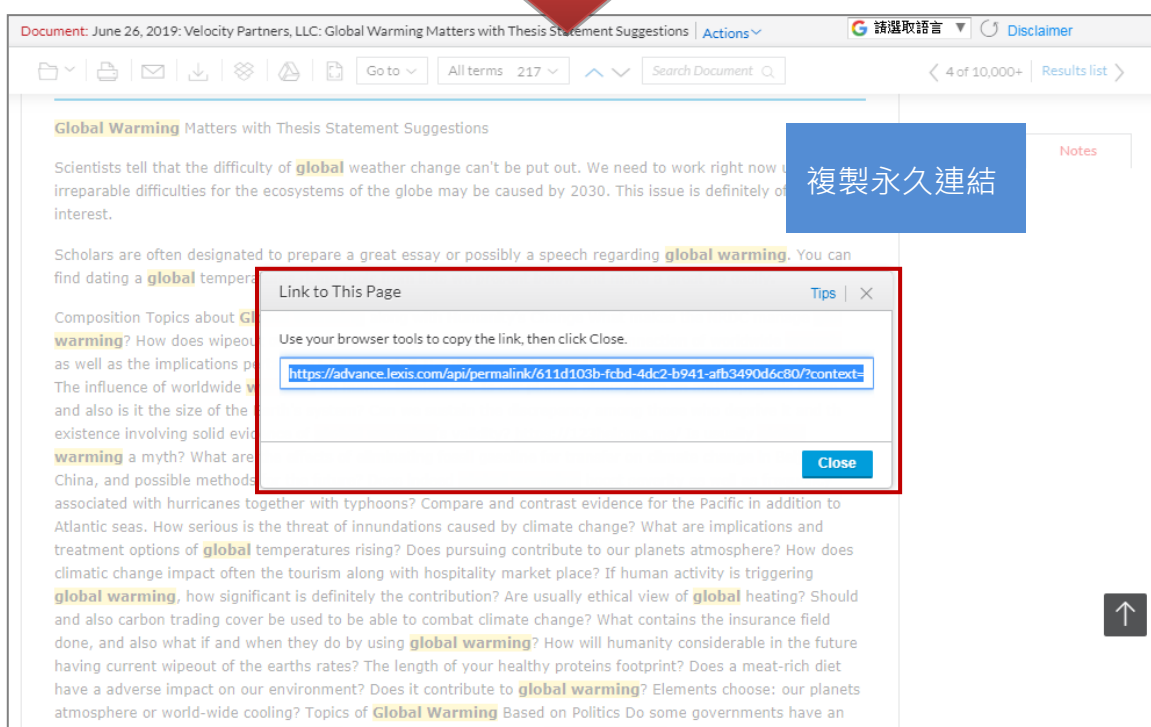 Document: June 26, 2019: Velocity Partners, LLC: Global Warming Matters with Thesis Statement Suggestions | Actions
G 請選取語言 ▼ Disclaimer
Go to
All terms 217
Search Document
4 of 10,000+
Results list
Global Warming Matters with Thesis Statement Suggestions
Notes
複製永久連結
Scientists tell that the difficulty of global weather change can't be put out. We need to work right now
irreparable difficulties for the ecosystems of the globe may be caused by 2030. This issue is definitely of
interest.
Scholars are often designated to prepare a great essay or possibly a speech regarding global warming. You can
find dating a global tempera
Link to This Page
Tips
Composition Topics about Gl
warming? How does wipeou
Use your browser tools to copy the link, then click Close.
as well as the implications pe
https://advance.lexis.com/api/permalink/611d103b-fcbd-4dc2-b941-afb3490d6c80/?context=
The influence of worldwide w
and also is it the size of the
existence involving solid evid
warming a myth? What are
Close
China, and possible methods
associated with hurricanes together with typhoons? Compare and contrast evidence for the Pacific in addition to
Atlantic seas. How serious is the threat of innundations caused by climate change? What are implications and
treatment options of global temperatures rising? Does pursuing contribute to our planets atmosphere? How does
climatic change impact often the tourism along with hospitality market place? If human activity is triggering
global warming, how significant is definitely the contribution? Are usually ethical view of global heating? Should
and also carbon trading cover be used to be able to combat climate change? What contains the insurance field
done, and also what if and when they do by using global warming? How will humanity considerable in the future
having current wipeout of the earths rates? The length of your healthy proteins footprint? Does a meat-rich diet
have a adverse impact on our environment? Does it contribute to global warming? Elements choose: our planets
atmosphere or world-wide cooling? Topics of Global Warming Based on Politics Do some governments have an